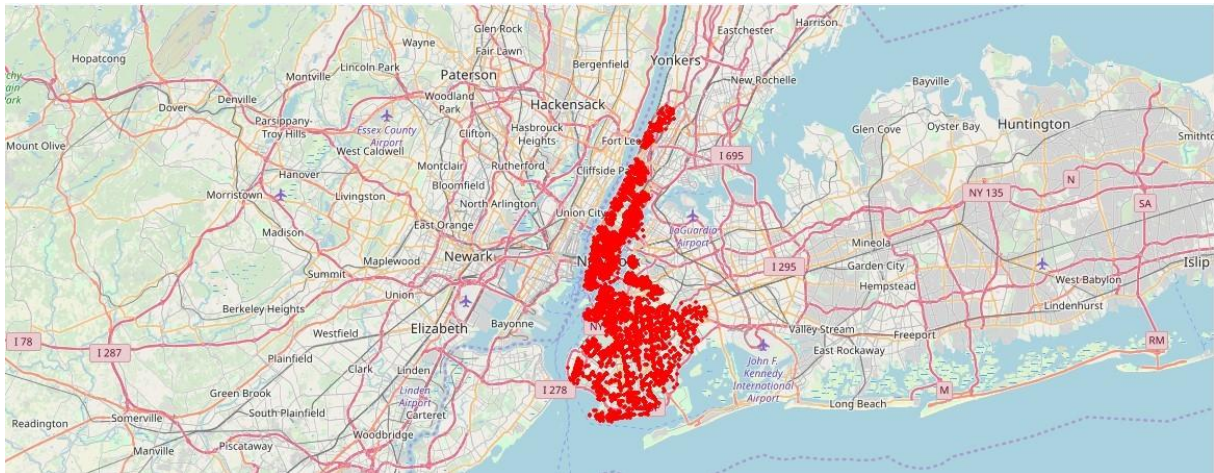 Hopatcong
Wayne
Glen Rock
Fair Lawn
Bergenfield
Yonkers
Eastchester
Harrison
Montville
Lincoln Park
Paterson
New Rochelle
Bayville
Dover
Denville
Woodland
Park
Hackensack
Parsippany-
Troy Hills
Essex County
Airport
Clifton
Hasbrouck
Heights
Fort Lee
Glen Cove
Oyster Bay
Huntington
Mount Olive
West Caldwell
I 695
Hanover
Montclair
Rutherford
Cliffside
Morristown
Livingston
Bloomfield
North Arlington
NY 135
N
SA
Madison
East Orange
Union City
LaGuardia
Airport
Mineola
Summit
Maplewood
Newark
I 295
Garden City
West Babylon
Islip
Berkeley Heights
Union
Hempstead
Lindenhurst
Elizabeth
Bayonne
NY
Valley Stream
Freeport
I 78
I 287
Westfield
Plainfield
Clark
Linden
East Rockaway
RM
Green Brook
Linden
Airport
I 278
John F.
Kennedy
International
Airport
Long Beach
M
Somerville
South Plainfield
Carteret
Readington
Woodbridge
Manville
Piscataway